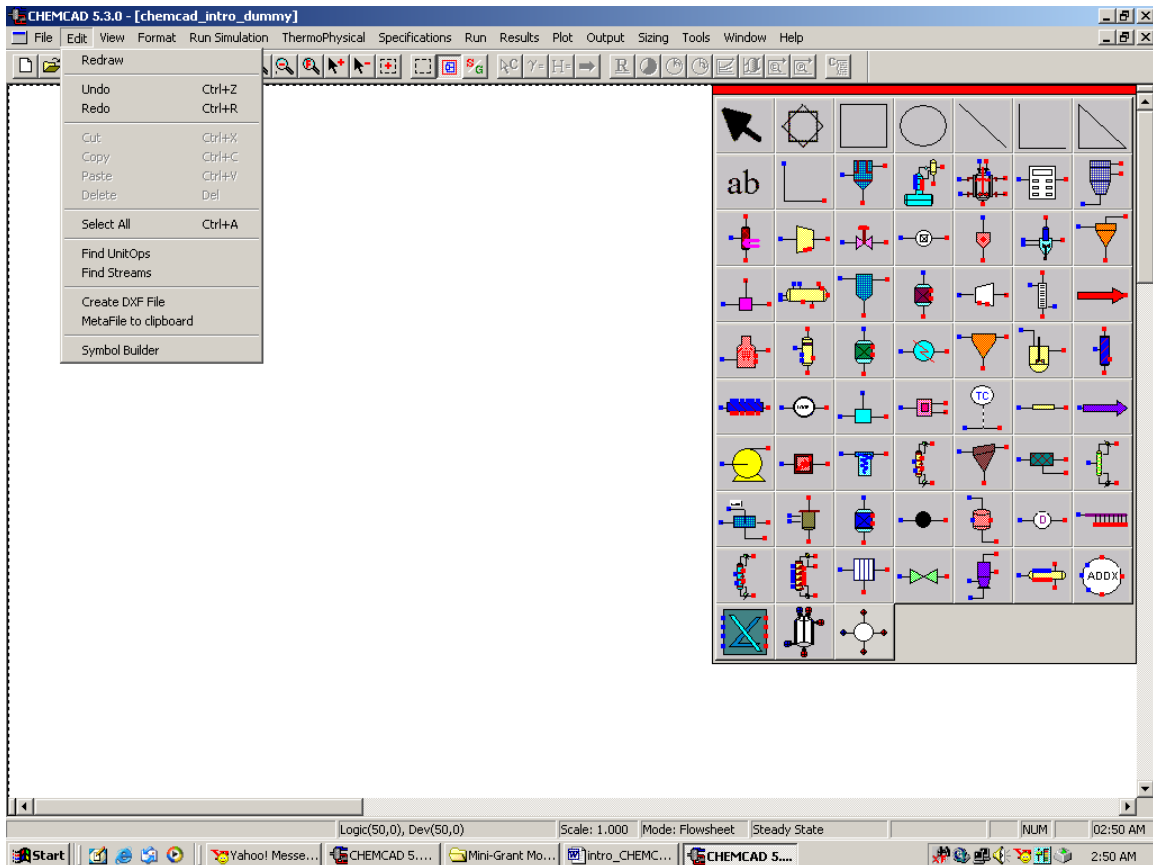 CHEMCAD 5.3.0 - [chemcad_intro_dummy]
File Edit View Format Run Simulation ThermoPhysical Specifications Run Results Plot Output Sizing Tools Window Help
S/G C γ= H= R C
Redraw
Undo Ctrl+Z
Redo Ctrl+R
Cut Ctrl+X
Copy Ctrl+C
Paste Ctrl+V
Delete Del
Select All Ctrl+A
Find UnitOps
Find Streams
Create DXF File
MetaFile to clipboard
Symbol Builder
ab
TC
D
ADDX
Logic(50,0), Dev(50,0) Scale: 1.000 Mode: Flowsheet Steady State NUM 02:50 AM
Start Yahoo! Messe... CHEMCAD 5.... Mini-Grant Mo... intro_CHEMC... CHEMCAD 5.... 2:50 AM